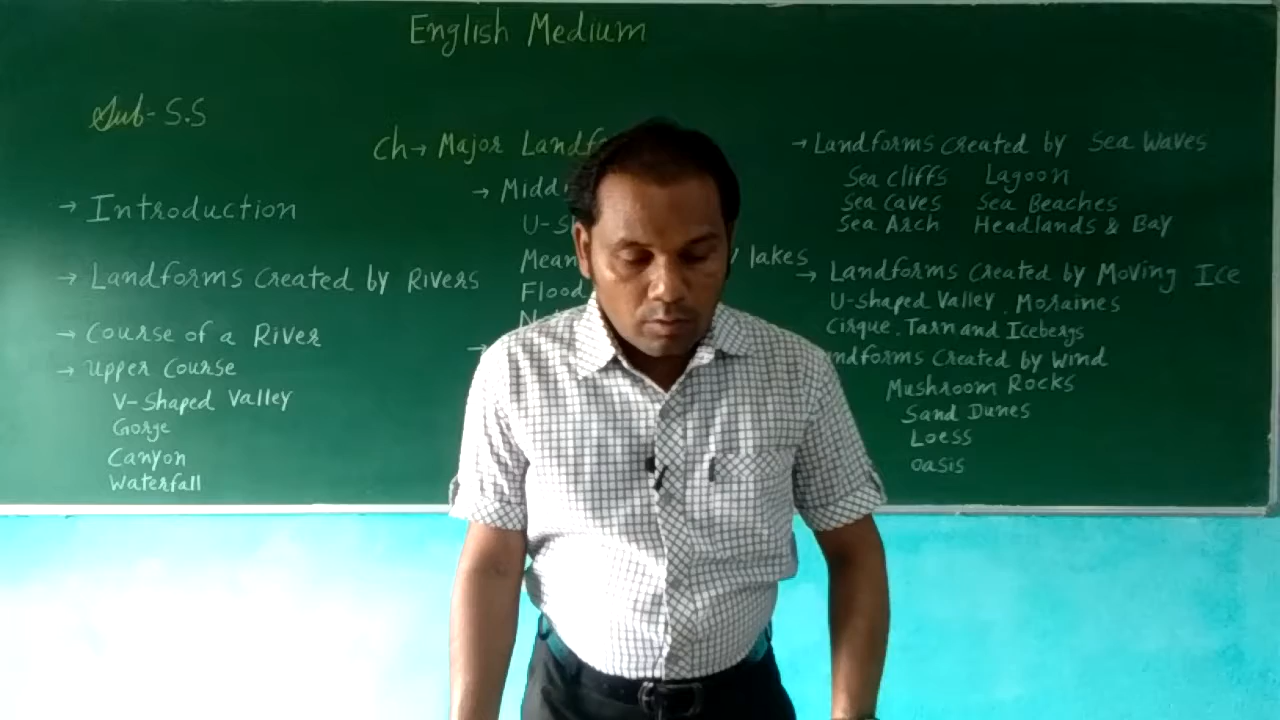 English Medium
Sub- S.S
Ch→ Major Landf
→ Introduction
→ Landforms Created by Rivers
→ Course of a River
→ Upper Course
V-Shaped Valley
Gorge
Canyon
Waterfall
→ Midd
U-S
Mean
lakes
Flood
→
→ Landforms Created by Sea Waves
Sea Cliffs Lagoon
Sea Caves Sea Beaches
Sea Arch Headlands & Bay
→ Landforms Created by Moving Ice
U-shaped Valley, Moraines
Cirque, Tarn and Icebergs
ndforms Created by Wind
Mushroom Rocks
Sand Dunes
Loess
Oasis